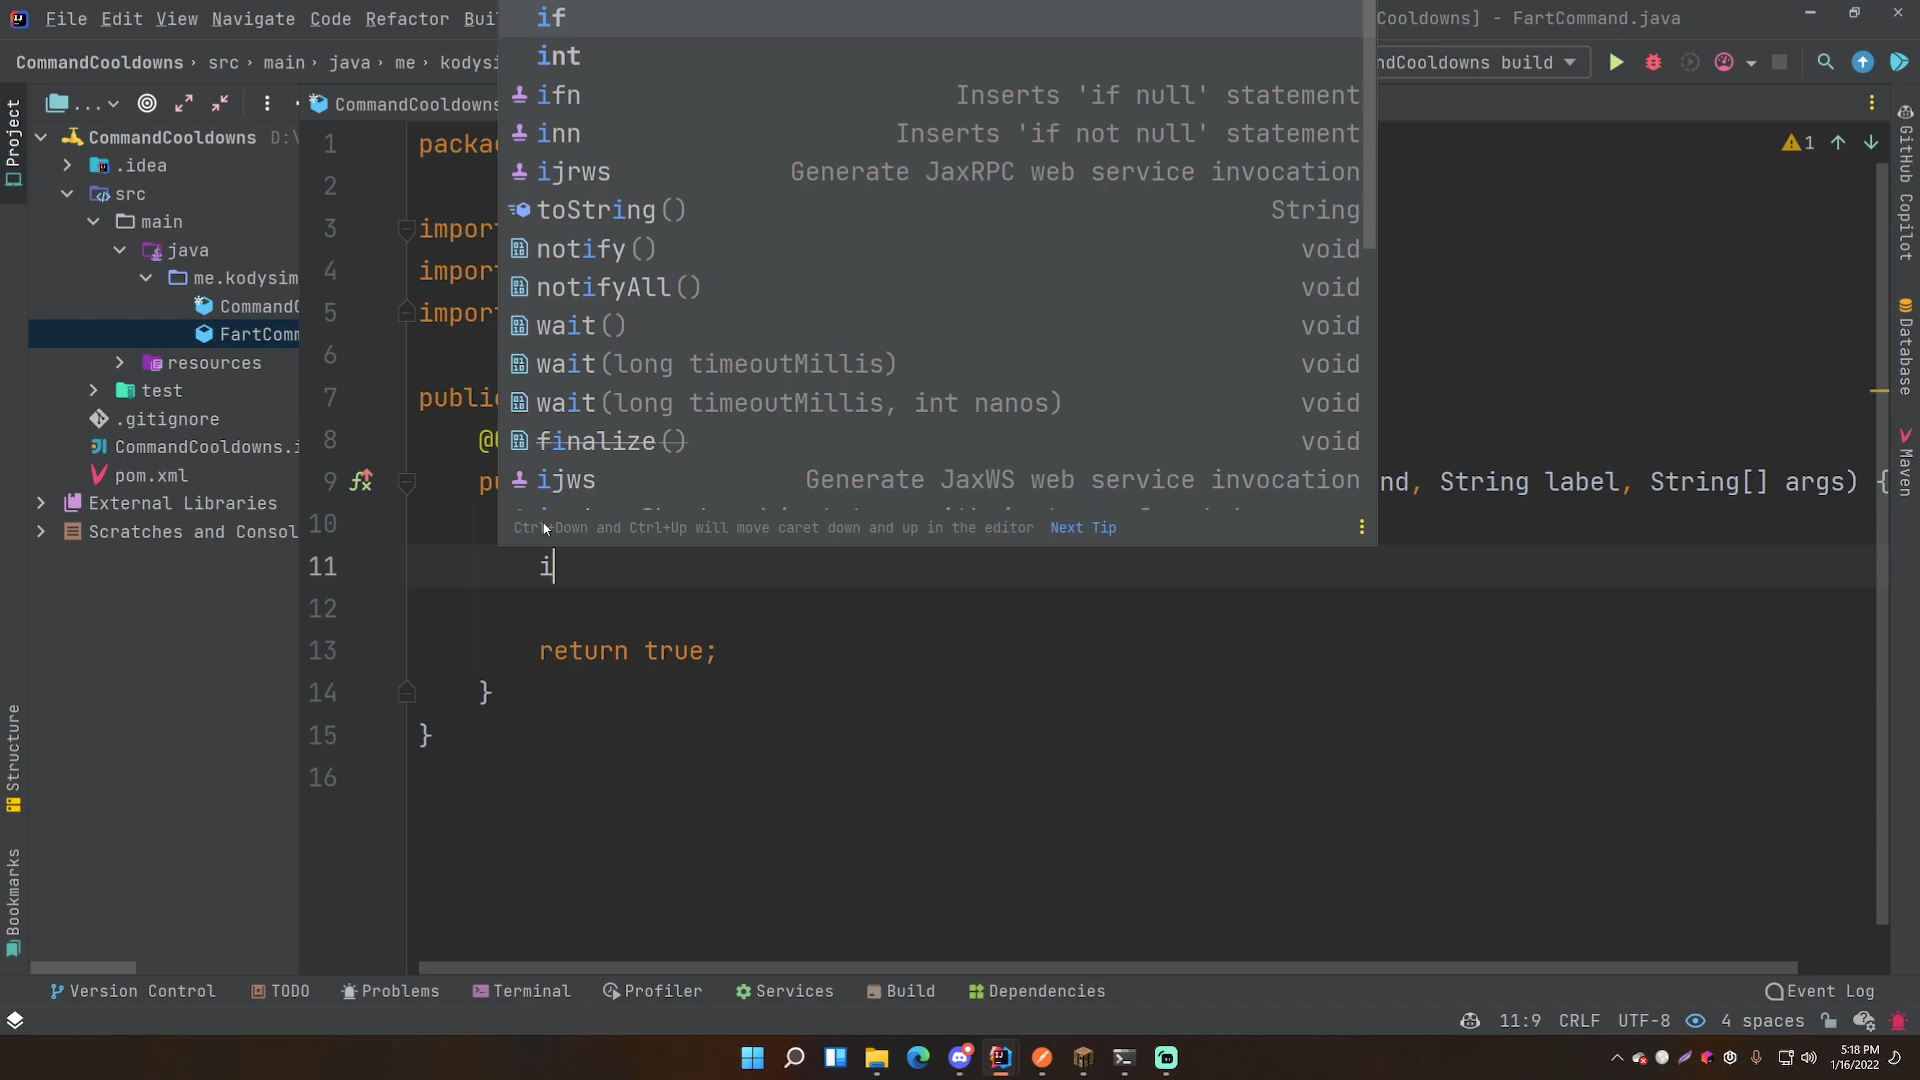 File Edit View Navigate Code Refactor Bui
Cooldowns] - FartCommand.java
CommandCooldowns › src › main › java › me › kodysi
ndCooldowns build
Project
...
CommandCooldowns
CommandCooldowns D:\
.idea
src
main
java
me.kodysim
CommandC
FartComm
resources
test
.gitignore
CommandCooldowns.i
pom.xml
External Libraries
Scratches and Consol
Structure
Bookmarks
if
int
ifn Inserts 'if null' statement
inn Inserts 'if not null' statement
ijrws Generate JaxRPC web service invocation
toString() String
notify() void
notifyAll() void
wait() void
wait(long timeoutMillis) void
wait(long timeoutMillis, int nanos) void
finalize() void
ijws Generate JaxWS web service invocation
Ctrl+Down and Ctrl+Up will move caret down and up in the editor Next Tip
1 packa
2
3 impor
4 impor
5 impor
6
7 public
8 @
9 pu nd, String label, String[] args) {
10
11 i
12
13 return true;
14 }
15 }
16
1
GitHub Copilot
Database
Maven
Version Control TODO Problems Terminal Profiler Services Build Dependencies Event Log
11:9 CRLF UTF-8 4 spaces
5:18 PM
1/16/2022